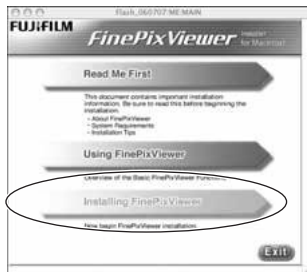 Flash_060707:ME:MAIN
FUJIFILM
FinePixViewer
for Macintosh
Read Me First
This document contains important installation
information. Be sure to read this before beginning the
installation.
- About FinePixViewer
- System Requirements
- Installation Tips
Using FinePixViewer
Overview of the Basic FinePixViewer Functions.
Installing FinePixViewer
Now begin FinePixViewer installation.
Exit